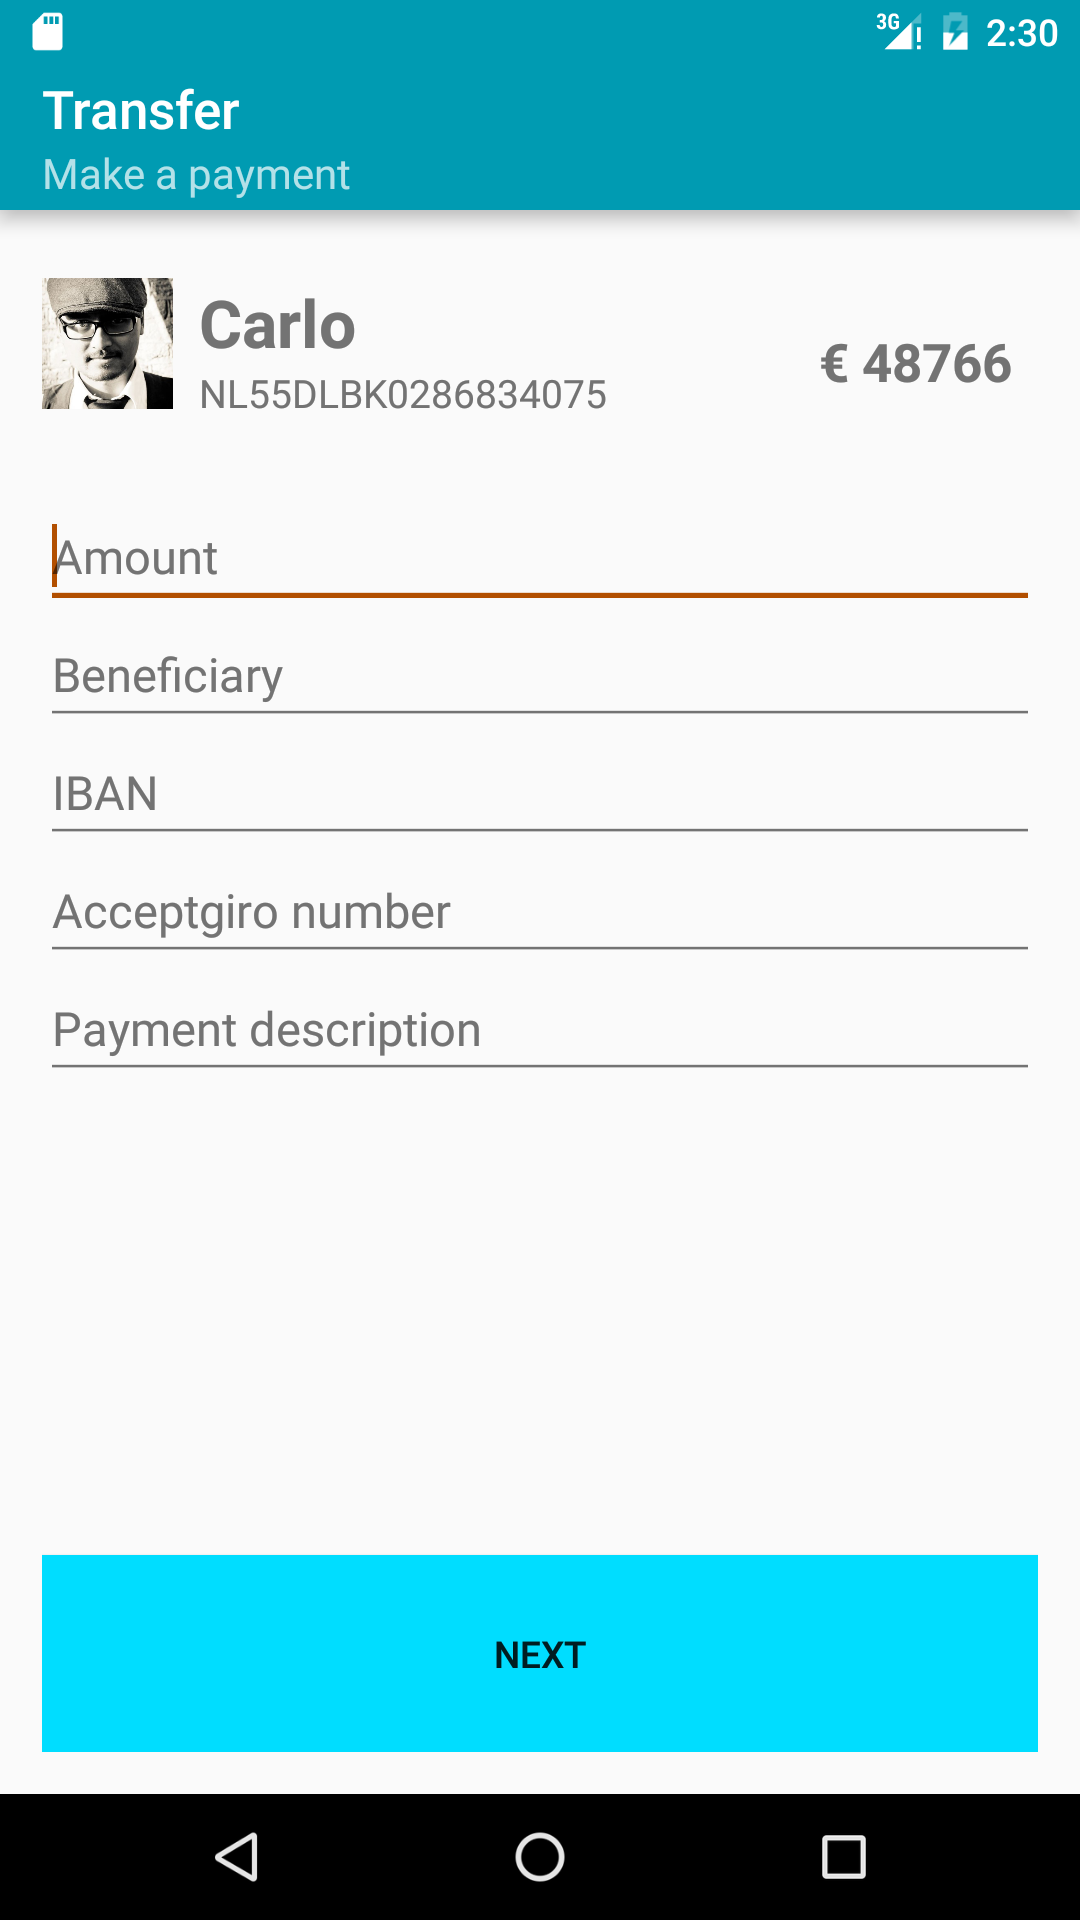 3G 2:30
Transfer
Make a payment
Carlo
NL55DLBK0286834075
€ 48766
Amount
Beneficiary
IBAN
Acceptgiro number
Payment description
NEXT